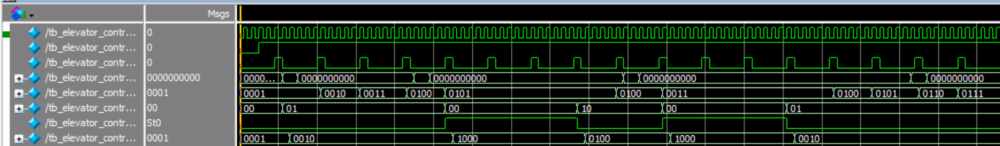 Msgs
/tb_elevator_contr... 0
/tb_elevator_contr... 0
/tb_elevator_contr... 0
/tb_elevator_contr... 0000000000 0000... 0000000000 0000000000 0000000000 0000000000
/tb_elevator_contr... 0001 0001 0010 0011 0100 0101 0100 0011 0100 0101 0110 0111
/tb_elevator_contr... 00 00 01 00 10 00 01
/tb_elevator_contr... St0
/tb_elevator_contr... 0001 0001 0010 1000 0100 1000 0010